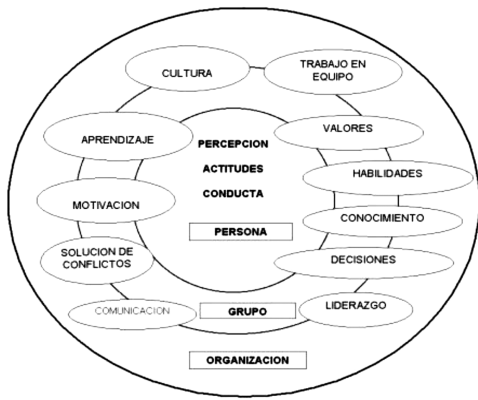 CULTURA
TRABAJO EN
EQUIPO
APRENDIZAJE
PERCEPCION
VALORES
ACTITUDES
HABILIDADES
CONDUCTA
MOTIVACION
CONOCIMIENTO
PERSONA
SOLUCION DE
CONFLICTOS
DECISIONES
COMUNICACION
GRUPO
LIDERAZGO
ORGANIZACION